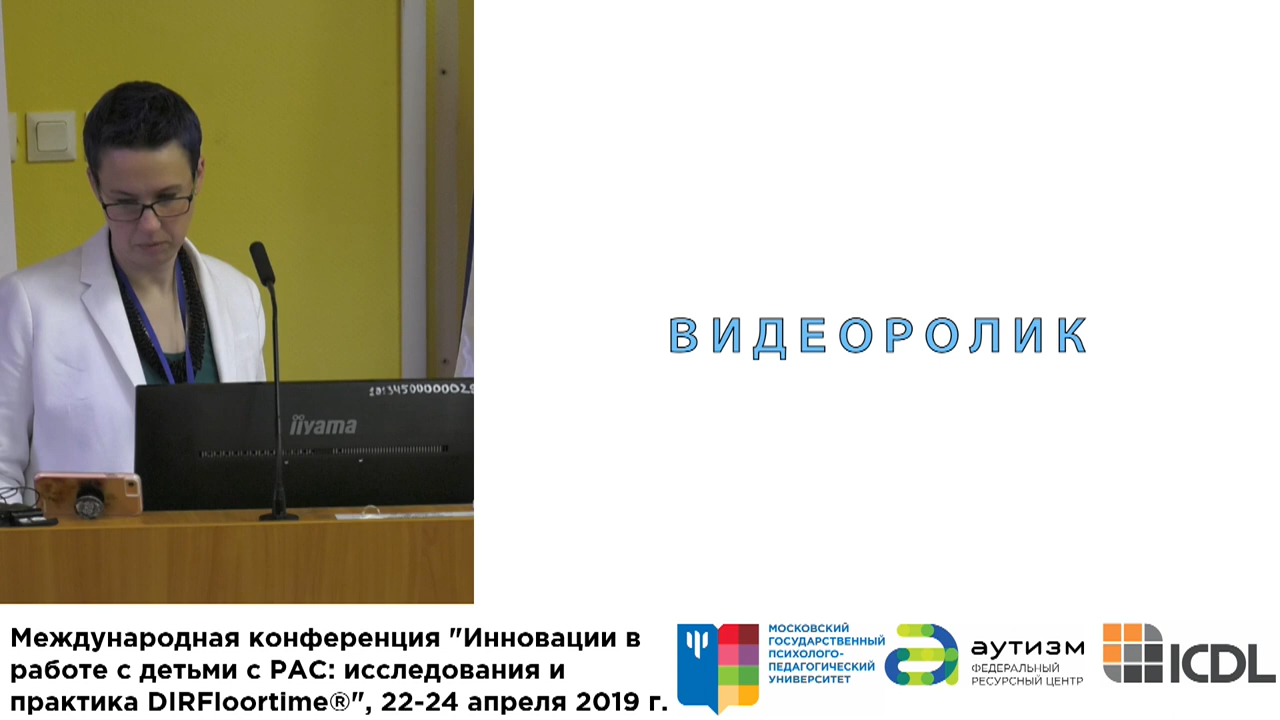 ВИДЕОРОЛИК
iiyama
Международная конференция "Инновации в
работе с детьми с РАС: исследования и
практика DIRFloortime®", 22-24 апреля 2019 г.
МОСКОВСКИЙ
ГОСУДАРСТВЕННЫЙ
ПСИХОЛОГО-
ПЕДАГОГИЧЕСКИЙ
УНИВЕРСИТЕТ
аутизм
ФЕДЕРАЛЬНЫЙ
РЕСУРСНЫЙ ЦЕНТР
ICDL